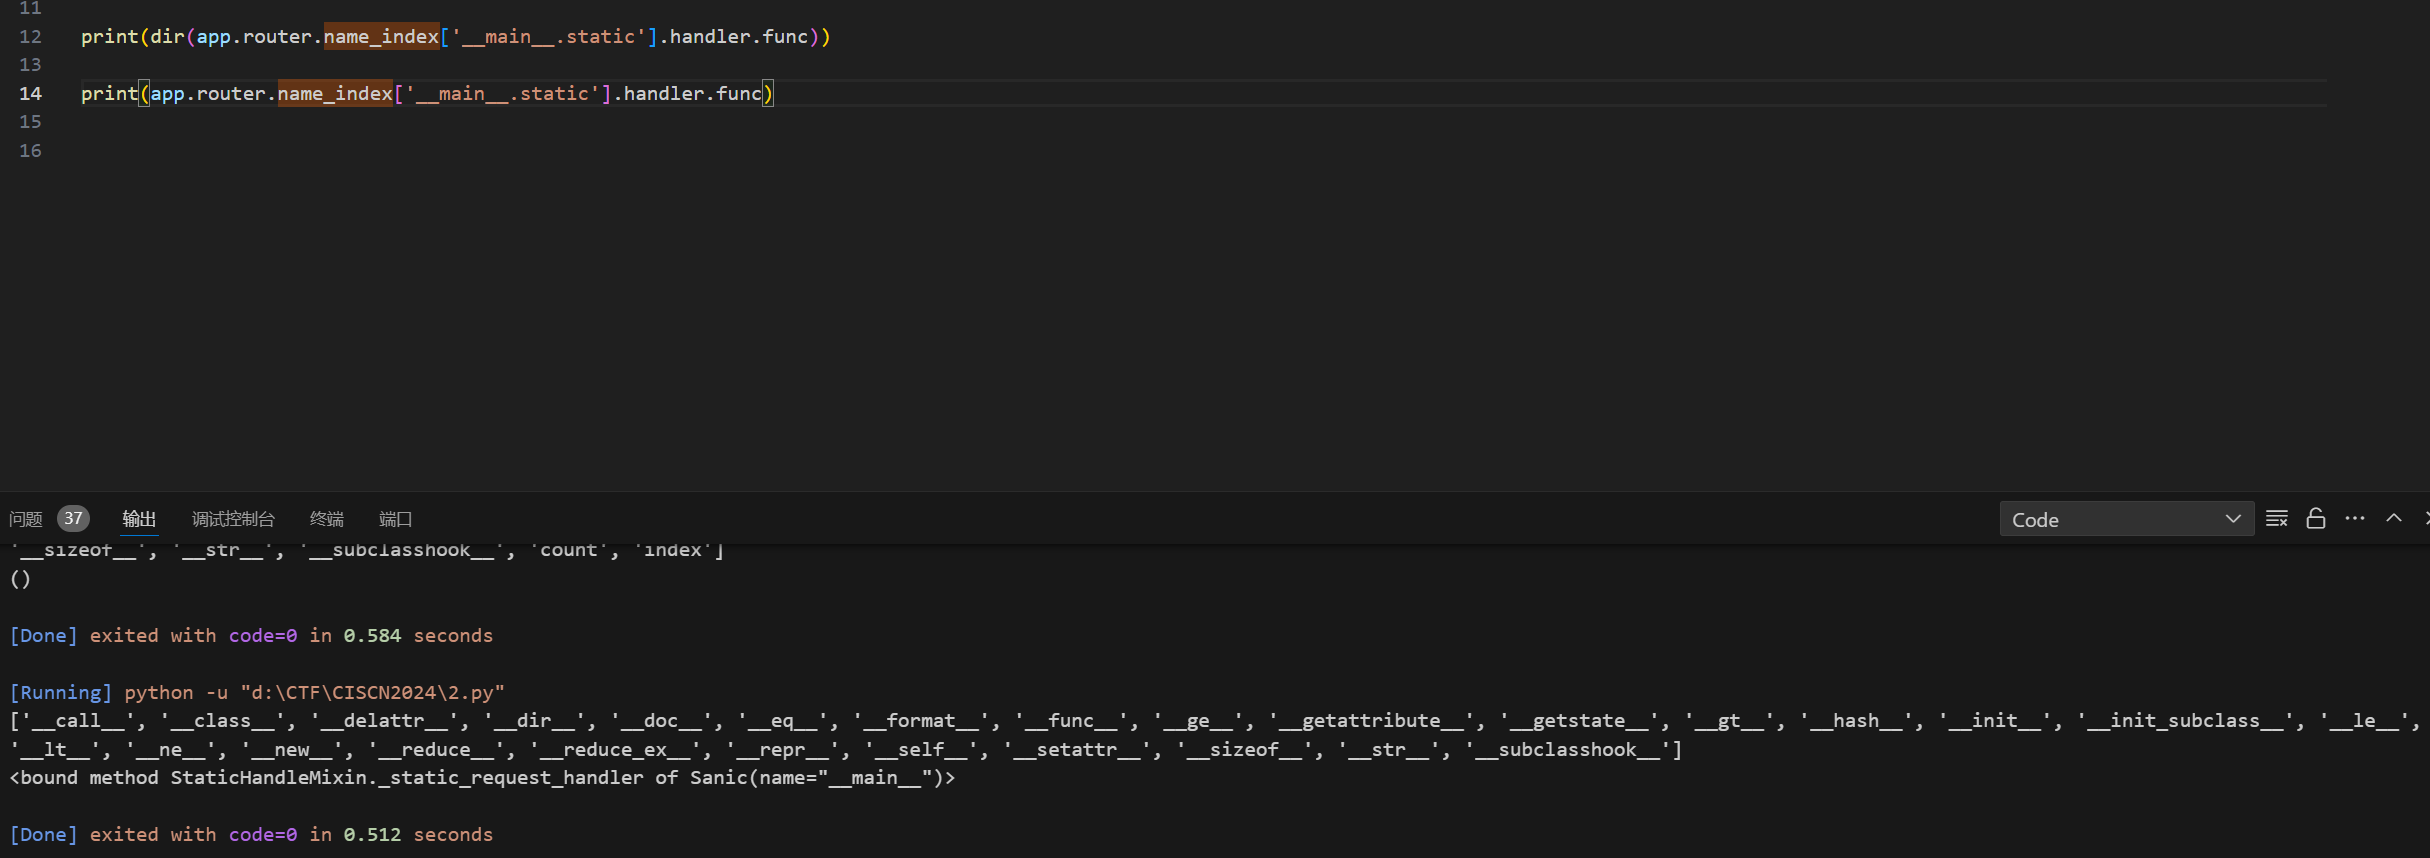 11
12 print(dir(app.router.name_index['__main__.static'].handler.func))
13
14 print(app.router.name_index['__main__.static'].handler.func)
15
16
问题 37 输出 调试控制台 终端 端口 Code
'__sizeof__', '__str__', '__subclasshook__', 'count', 'index']
()
[Done] exited with code=0 in 0.584 seconds
[Running] python -u "d:\CTF\CISCN2024\2.py"
['__call__', '__class__', '__delattr__', '__dir__', '__doc__', '__eq__', '__format__', '__func__', '__ge__', '__getattribute__', '__getstate__', '__gt__', '__hash__', '__init__', '__init_subclass__', '__le__',
'__lt__', '__ne__', '__new__', '__reduce__', '__reduce_ex__', '__repr__', '__self__', '__setattr__', '__sizeof__', '__str__', '__subclasshook__']
<bound method StaticHandleMixin._static_request_handler of Sanic(name="__main__")>
[Done] exited with code=0 in 0.512 seconds